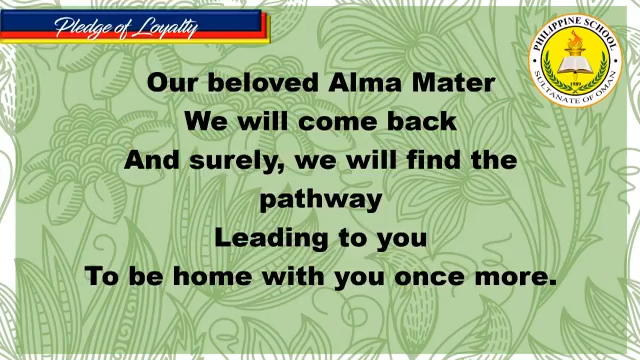 Pledge of Loyalty
PHILIPPINE SCHOOL
SULTANATE OF OMAN
1989
Our beloved Alma Mater
We will come back
And surely, we will find the
pathway
Leading to you
To be home with you once more.